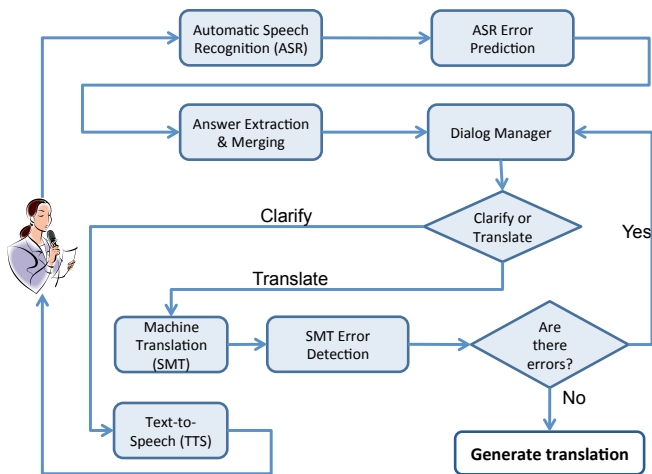 Automatic Speech
Recognition (ASR)
ASR Error
Prediction
Answer Extraction
& Merging
Dialog Manager
Clarify
Clarify or
Translate
Yes
Translate
Machine
Translation
(SMT)
SMT Error
Detection
Are
there
errors?
No
Text-to-
Speech (TTS)
Generate translation